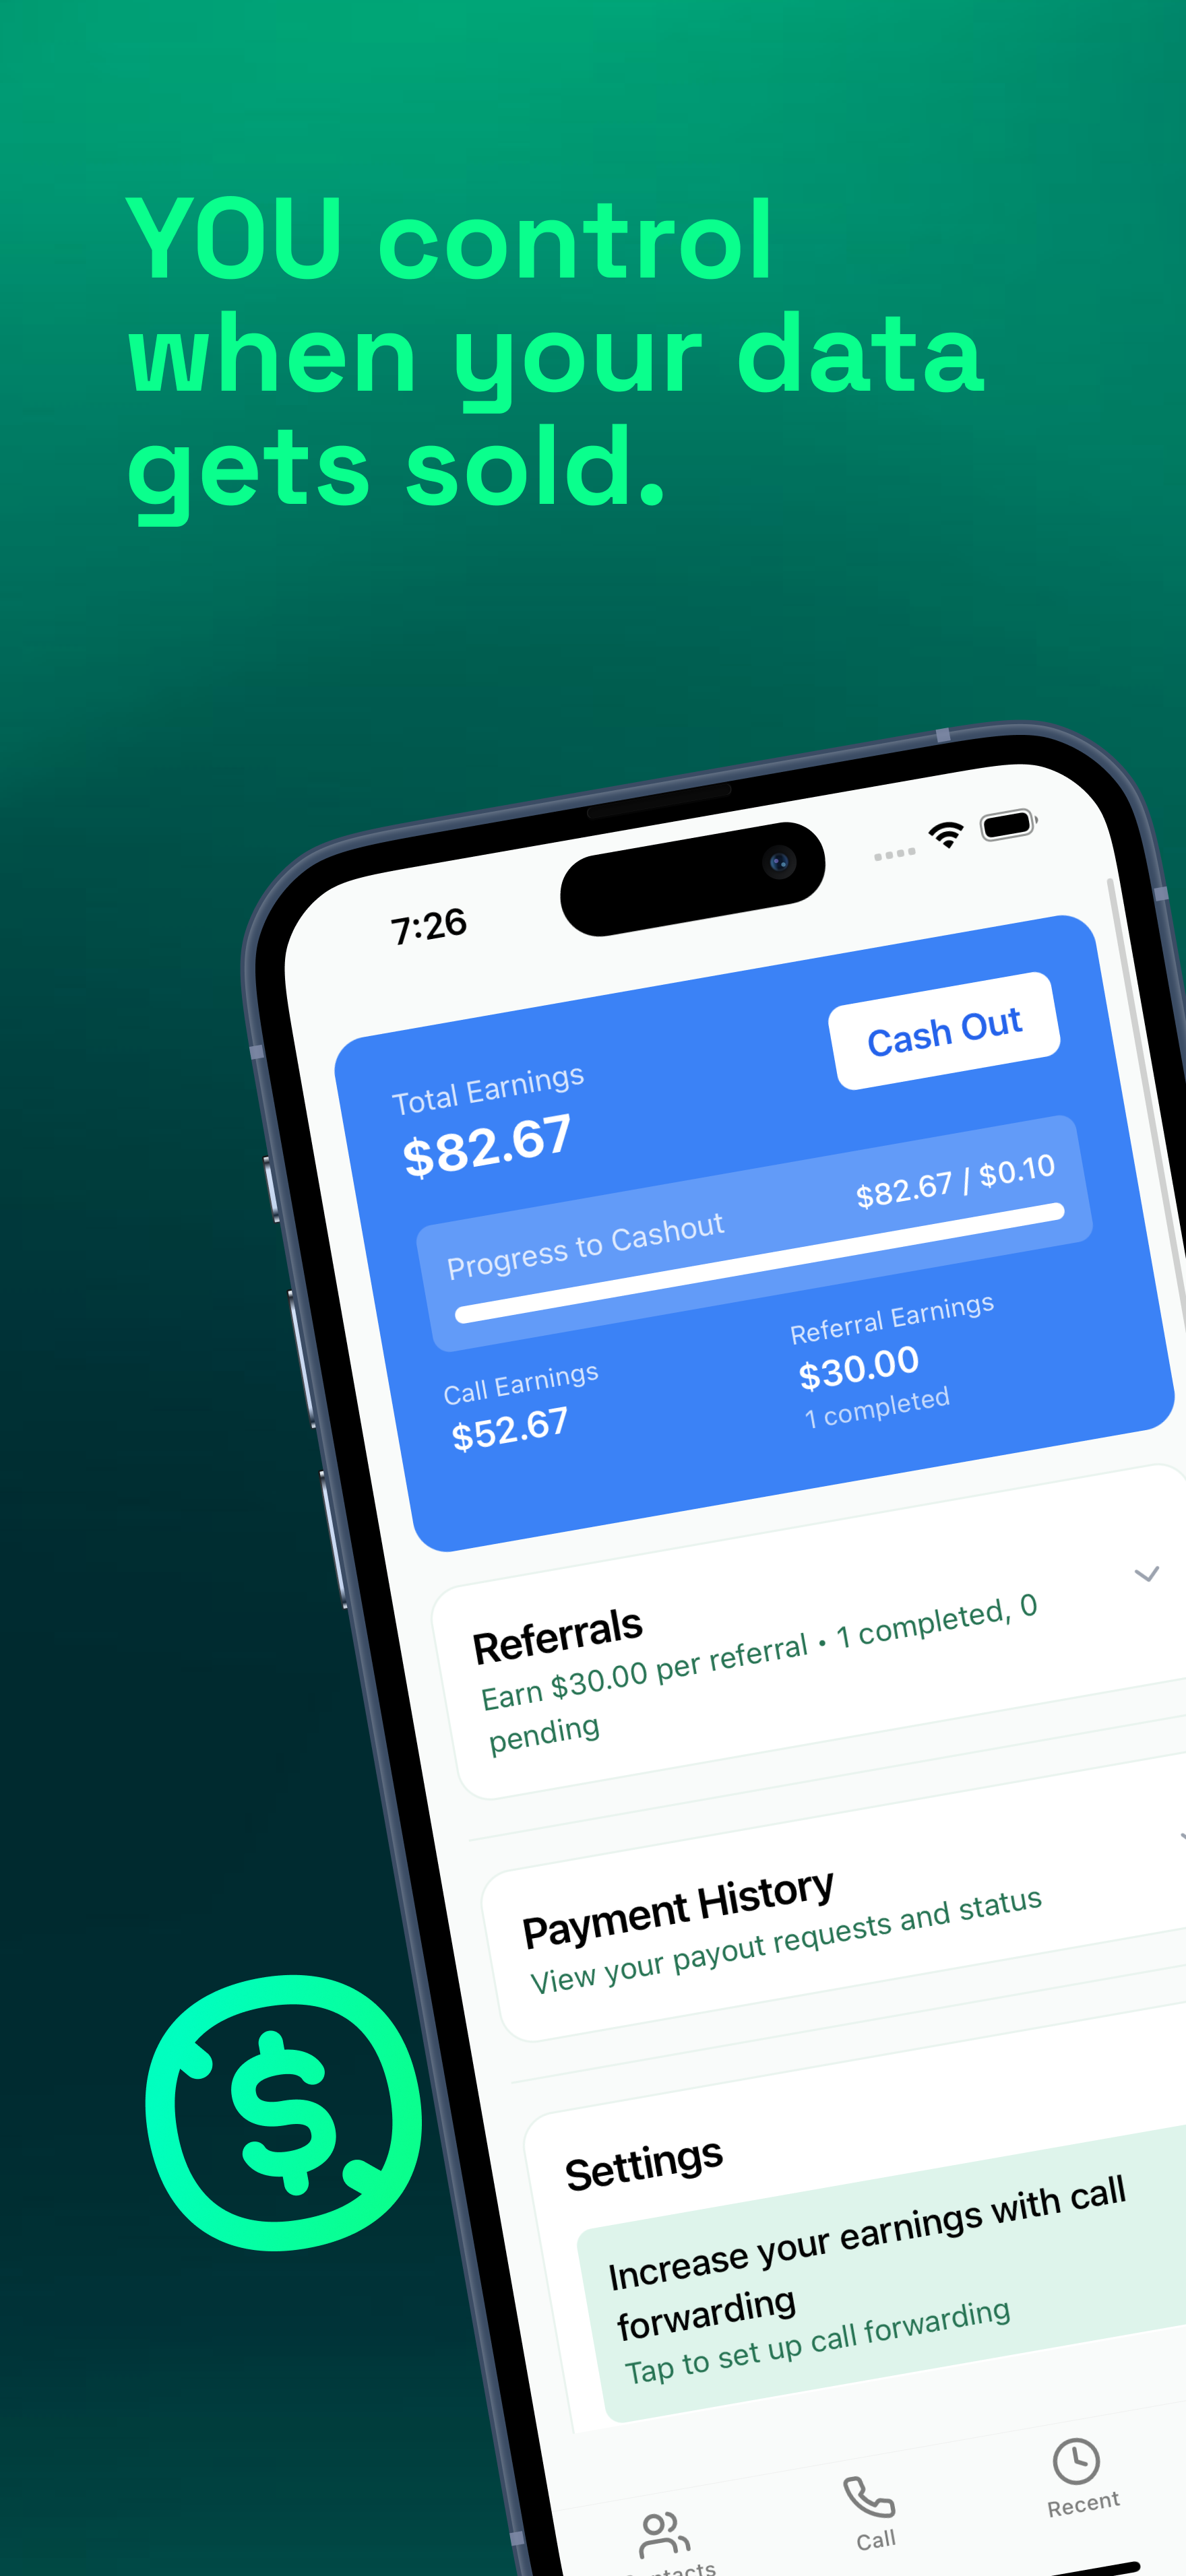 YOU control
when your data
gets sold.
7:26
Cash Out
Total Earnings
$82.67
Progress to Cashout
$82.67 / $0.10
Call Earnings
$52.67
Referral Earnings
$30.00
1 completed
Referrals
Earn $30.00 per referral • 1 completed, 0
pending
Payment History
View your payout requests and status
Settings
Increase your earnings with call
forwarding
Tap to set up call forwarding
Call
Recent